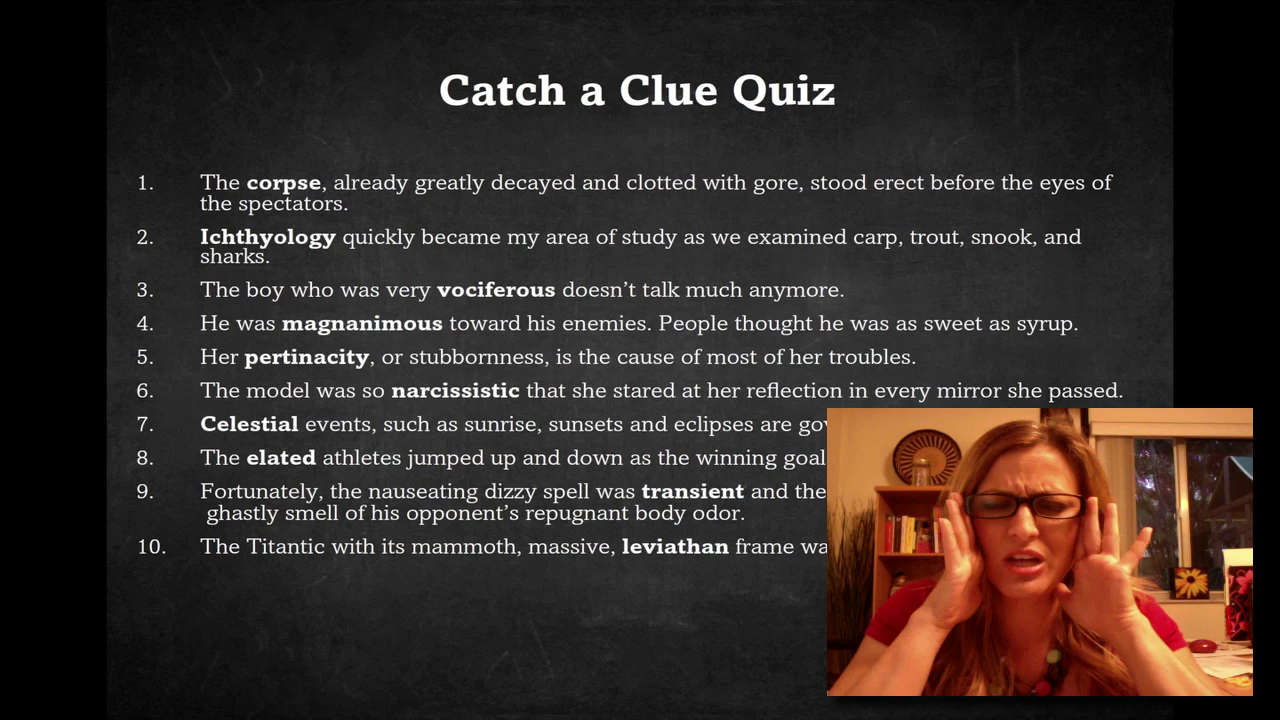 Catch a Clue Quiz
1. The corpse, already greatly decayed and clotted with gore, stood erect before the eyes of
the spectators.
2. Ichthyology quickly became my area of study as we examined carp, trout, snook, and
sharks.
3. The boy who was very vociferous doesn't talk much anymore.
4. He was magnanimous toward his enemies. People thought he was as sweet as syrup.
5. Her pertinacity, or stubbornness, is the cause of most of her troubles.
6. The model was so narcissistic that she stared at her reflection in every mirror she passed.
7. Celestial events, such as sunrise, sunsets and eclipses are
8. The elated athletes jumped up and down as the winning goal
9. Fortunately, the nauseating dizzy spell was transient and the
ghastly smell of his opponent's repugnant body odor.
10. The Titantic with its mammoth, massive, leviathan frame